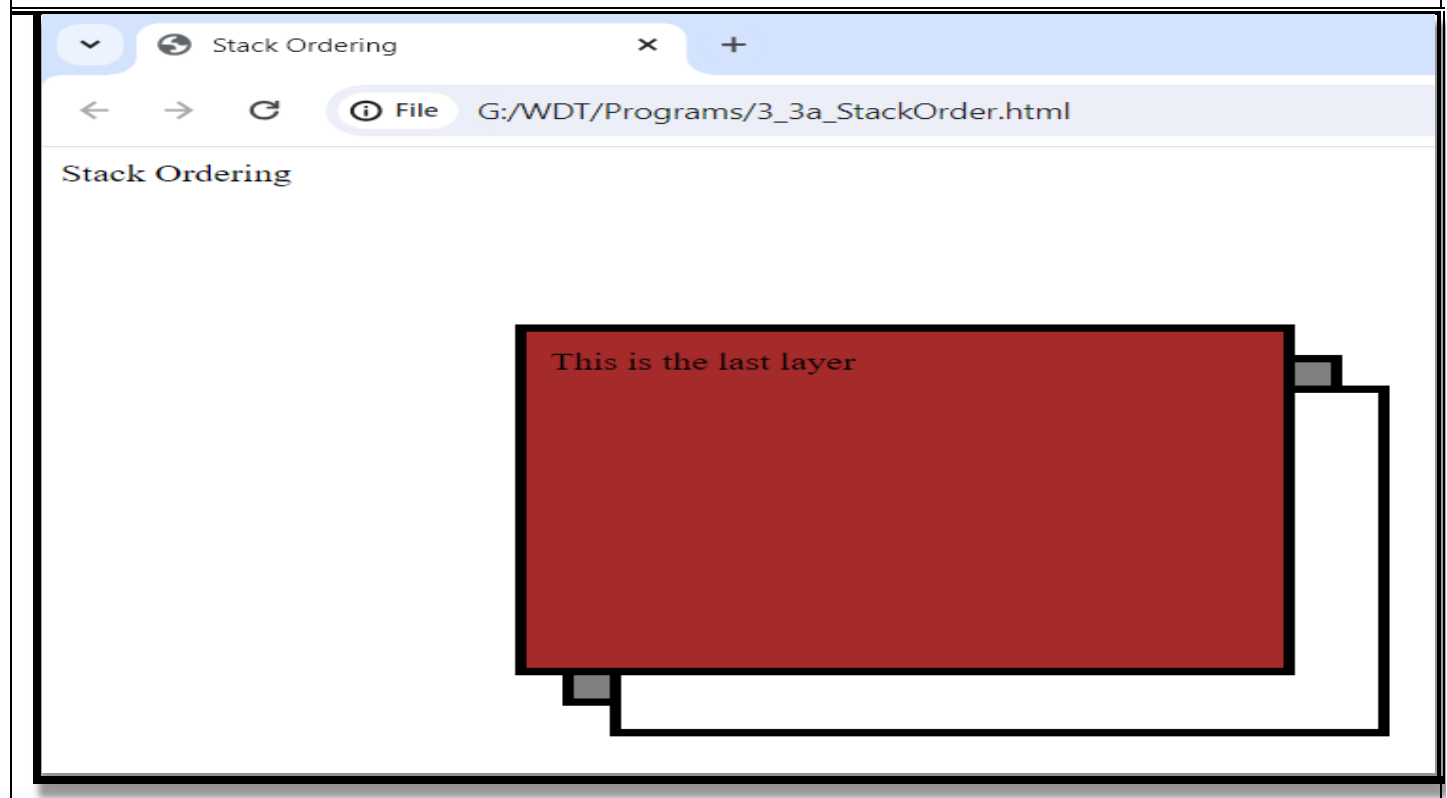 Stack Ordering
File G:/WDT/Programs/3_3a_StackOrder.html
Stack Ordering
This is the last layer